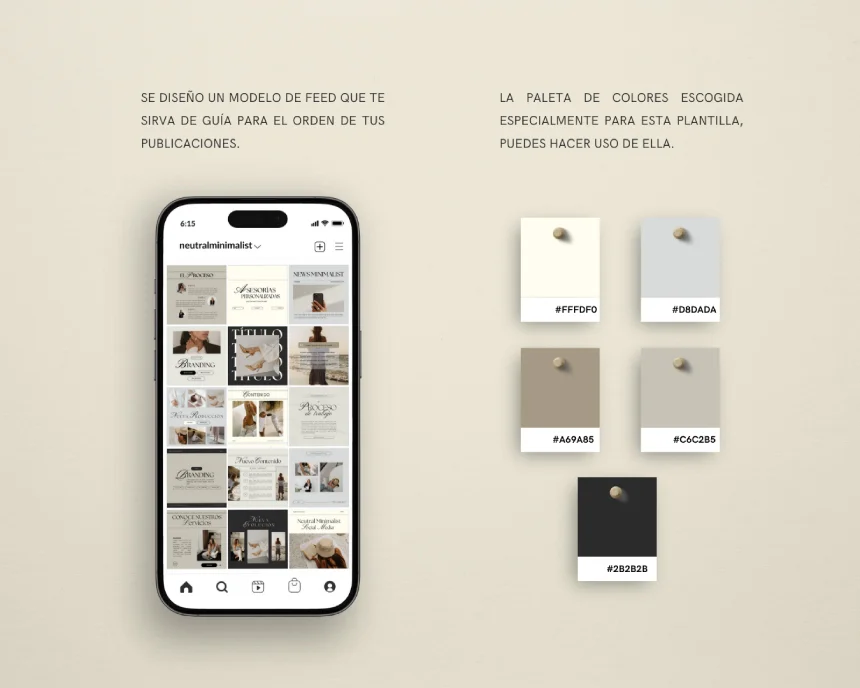 SE DISEÑO UN MODELO DE FEED QUE TE
SIRVA DE GUÍA PARA EL ORDEN DE TUS
PUBLICACIONES.
LA PALETA DE COLORES ESCOGIDA
ESPECIALMENTE PARA ESTA PLANTILLA,
PUEDES HACER USO DE ELLA.
6:15
neutralminimalist
EL PROCESO
ASESORÍAS
PERSONALIZADAS
NEWS MINIMALIST
BRANDING
TÍTULO
TÍTULO
CONTENIDO
PROCESO
de trabajo
BRANDING
Nuevo Contenido
CONOCE NUESTROS
Servicios
Neutral Minimalist
Social Media
#FFFDF0
#D8DADA
#A69A85
#C6C2B5
#2B2B2B